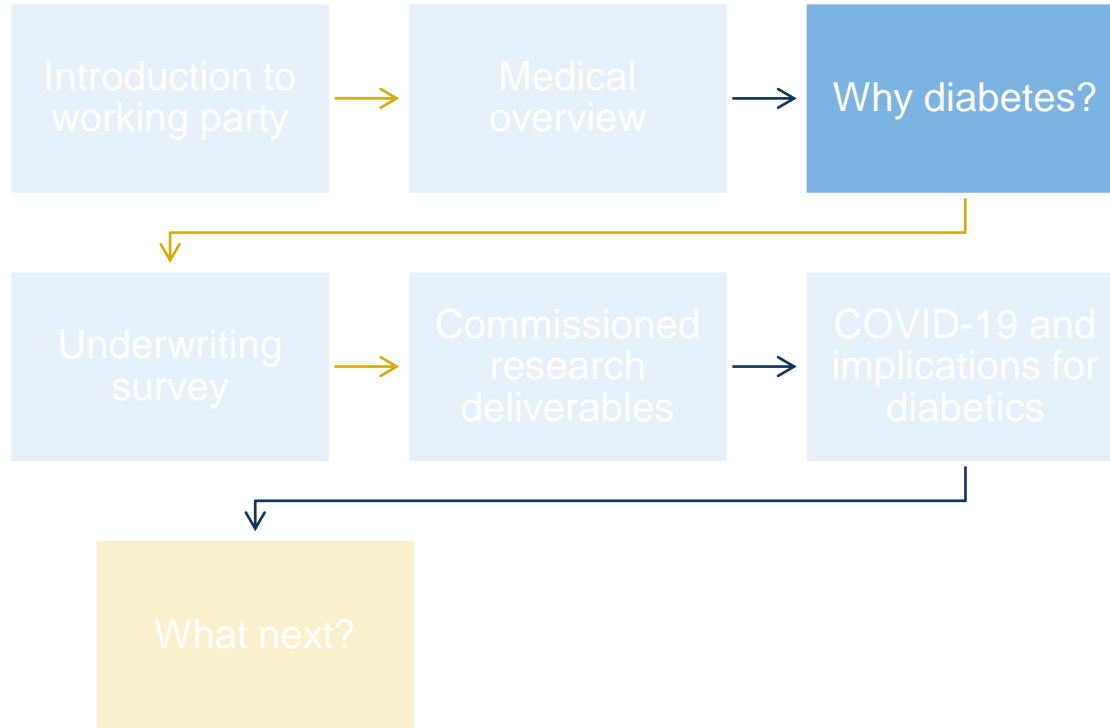 Introduction to
working party
Medical
overview
Why diabetes?
Underwriting
survey
Commissioned
research
deliverables
COVID-19 and
implications for
diabetics
What next?